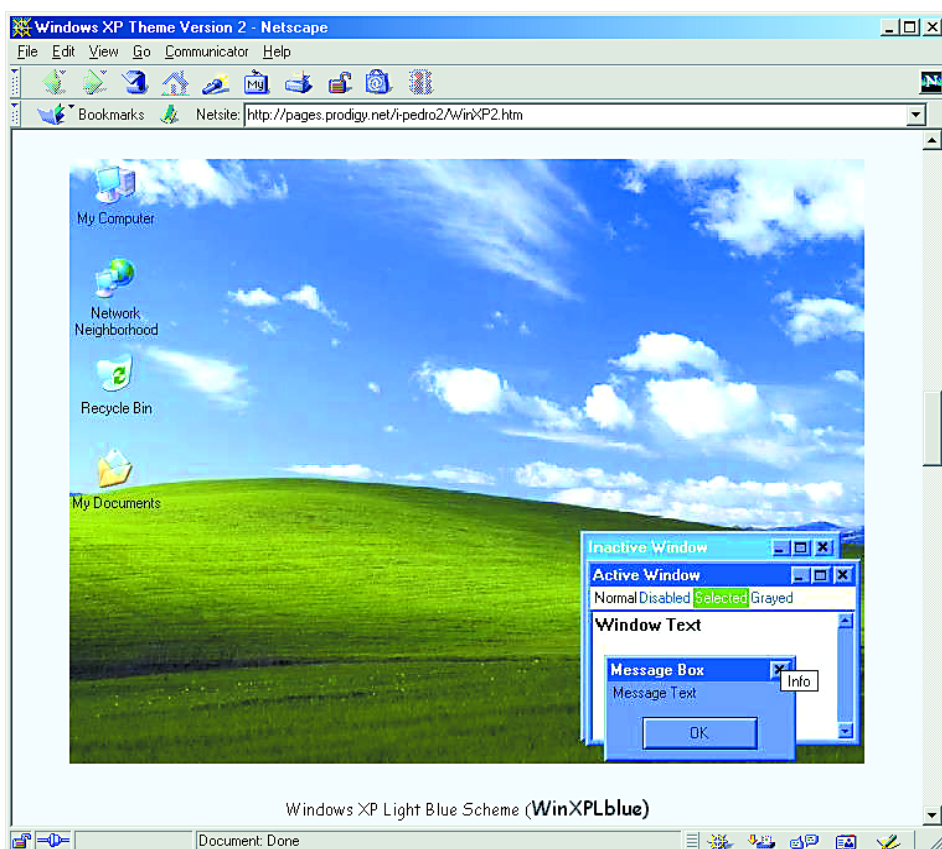 Windows XP Theme Version 2 - Netscape
File Edit View Go Communicator Help
My
N
Bookmarks Netsite: http://pages.prodigy.net/i-pedro2/WinXP2.htm
My Computer
Network
Neighborhood
Recycle Bin
My Documents
Inactive Window
Active Window
Normal Disabled Selected Grayed
Window Text
Message Box
Info
Message Text
OK
Windows XP Light Blue Scheme (WinXPLblue)
Document: Done